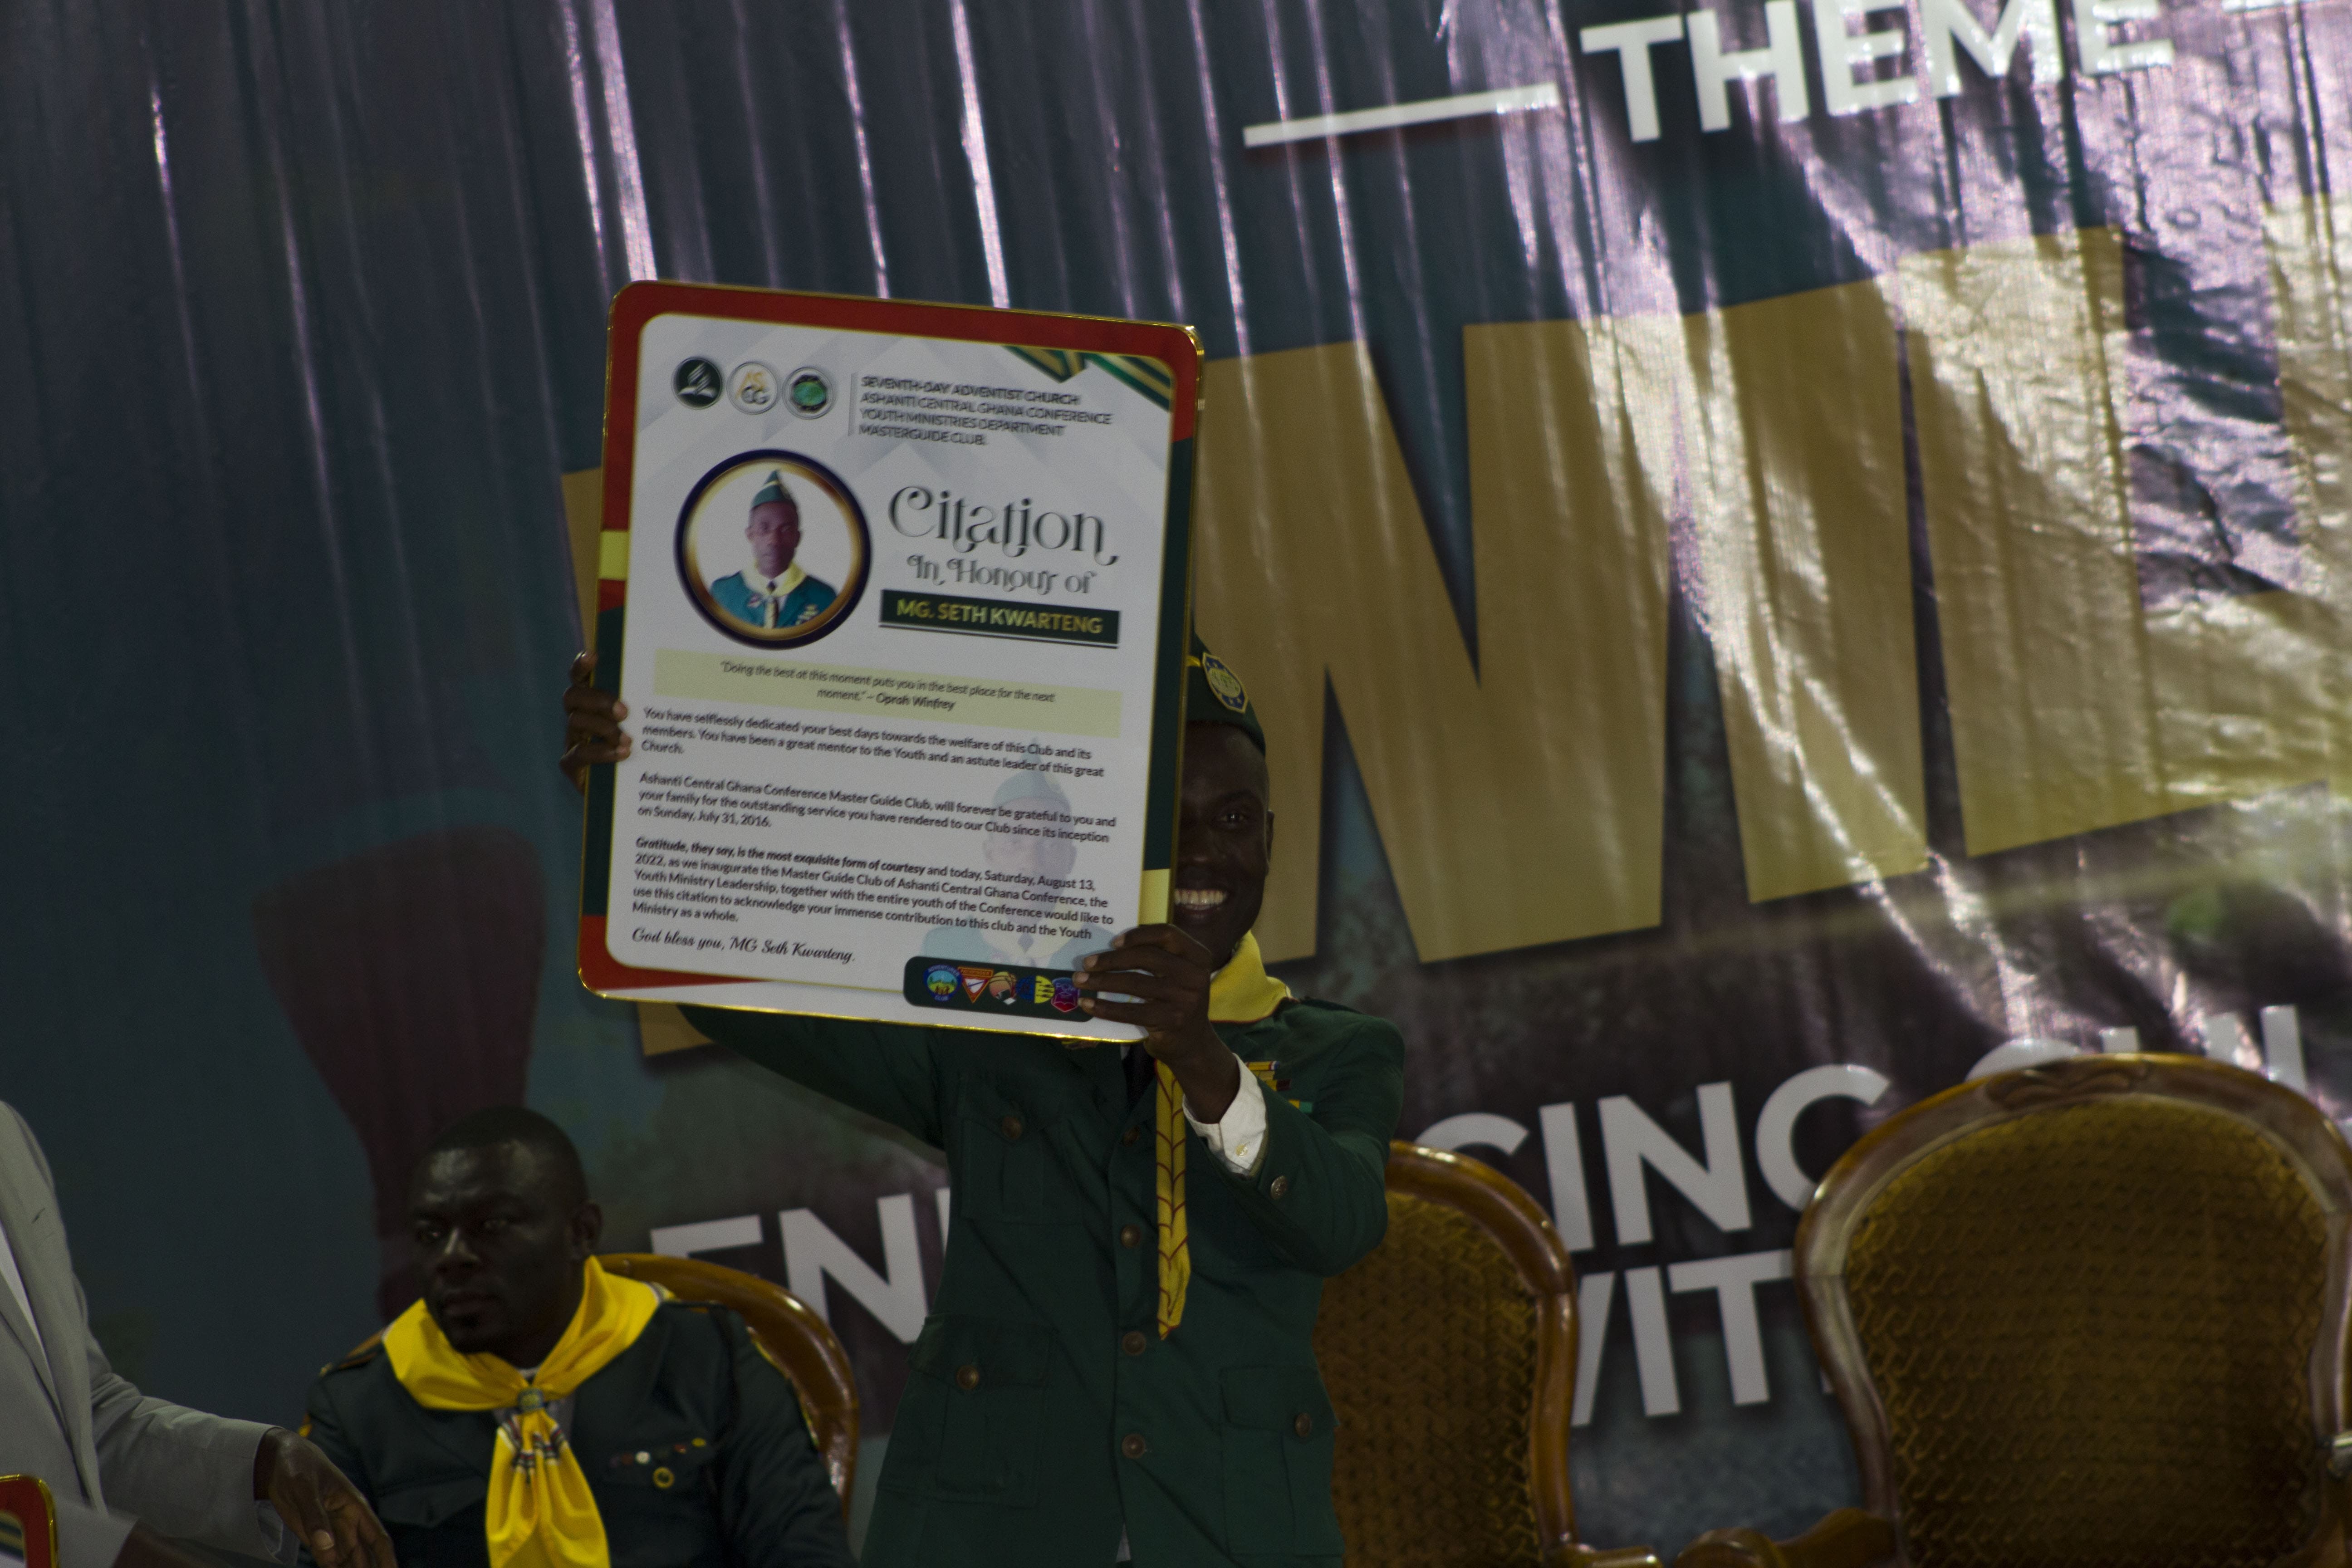 THEME
SEVENTH-DAY ADVENTIST CHURCH
ASHANTI CENTRAL GHANA CONFERENCE
YOUTH MINISTRIES DEPARTMENT
MASTERGUIDE CLUB.
Citation
In Honour of
MG. SETH KWARTENG
"Doing the best at this moment puts you in the best place for the next
moment." – Oprah Winfrey
You have selflessly dedicated your best days towards the welfare of this Club and its
members. You have been a great mentor to the Youth and an astute leader of this great
Church.
Ashanti Central Ghana Conference Master Guide Club, will forever be grateful to you and
your family for the outstanding service you have rendered to our Club since its inception
on Sunday, July 31, 2016.
Gratitude, they say, is the most exquisite form of courtesy and today, Saturday, August 13,
2022, as we inaugurate the Master Guide Club of Ashanti Central Ghana Conference, the
Youth Ministry Leadership, together with the entire youth of the Conference would like to
use this citation to acknowledge your immense contribution to this club and the Youth
Ministry as a whole.
God bless you, MG Seth Kwarteng.